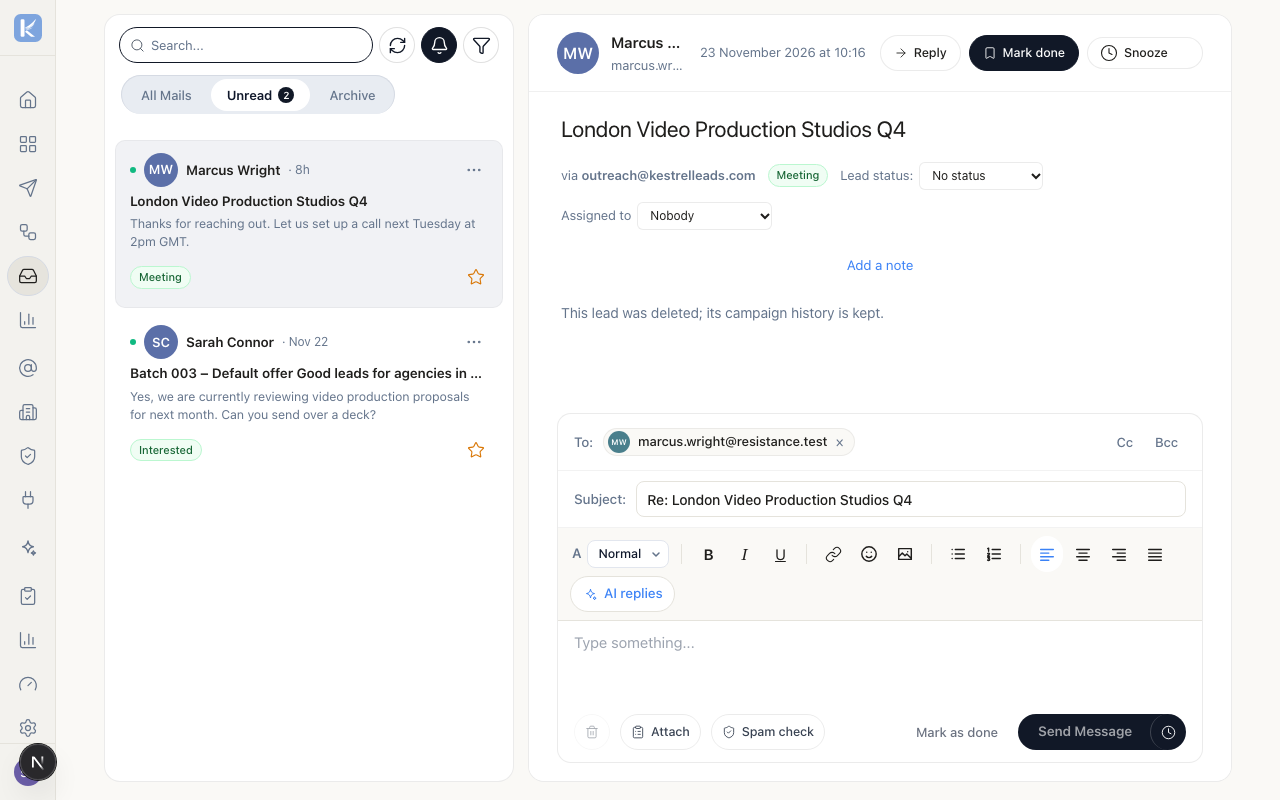 Search...
All Mails
Unread 2
Archive
MW
Marcus Wright · 8h
London Video Production Studios Q4
Thanks for reaching out. Let us set up a call next Tuesday at
2pm GMT.
Meeting
SC
Sarah Connor · Nov 22
Batch 003 – Default offer Good leads for agencies in ...
Yes, we are currently reviewing video production proposals
for next month. Can you send over a deck?
Interested
MW
Marcus ...
marcus.wr...
23 November 2026 at 10:16
Reply
Mark done
Snooze
London Video Production Studios Q4
via outreach@kestrelleads.com
Meeting
Lead status:
No status
Assigned to
Nobody
Add a note
This lead was deleted; its campaign history is kept.
To:
MW
marcus.wright@resistance.test ×
Cc
Bcc
Subject:
Re: London Video Production Studios Q4
A
Normal
B
I
U
AI replies
Type something...
Attach
Spam check
Mark as done
Send Message
K
N